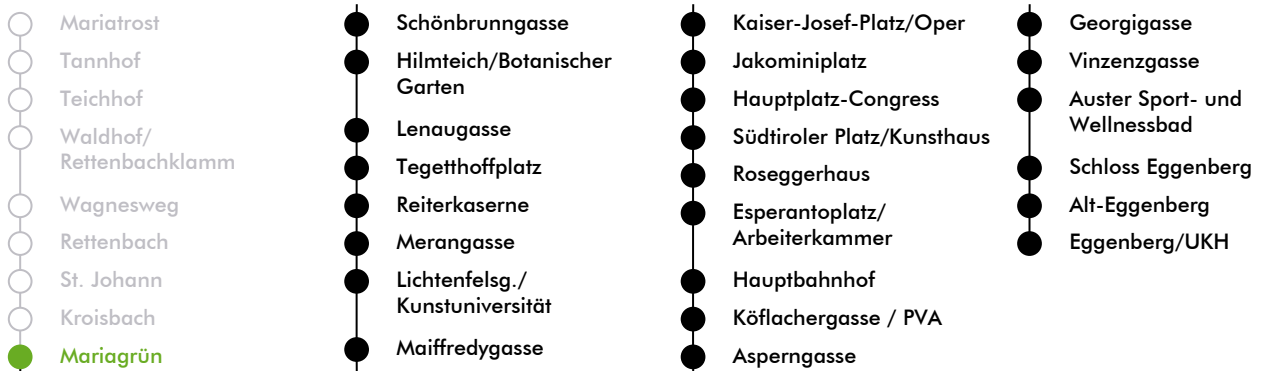 Mariatrost
Tannhof
Teichhof
Waldhof/
Rettenbachklamm
Wagnesweg
Rettenbach
St. Johann
Kroisbach
Mariagrün
Schönbrunngasse
Hilmteich/Botanischer
Garten
Lenaugasse
Tegetthoffplatz
Reiterkaserne
Merangasse
Lichtenfelsg./
Kunstuniversität
Maiffredygasse
Kaiser-Josef-Platz/Oper
Jakominiplatz
Hauptplatz-Congress
Südtiroler Platz/Kunsthaus
Roseggerhaus
Esperantoplatz/
Arbeiterkammer
Hauptbahnhof
Köflachergasse / PVA
Asperngasse
Georgigasse
Vinzenzgasse
Auster Sport- und
Wellnessbad
Schloss Eggenberg
Alt-Eggenberg
Eggenberg/UKH